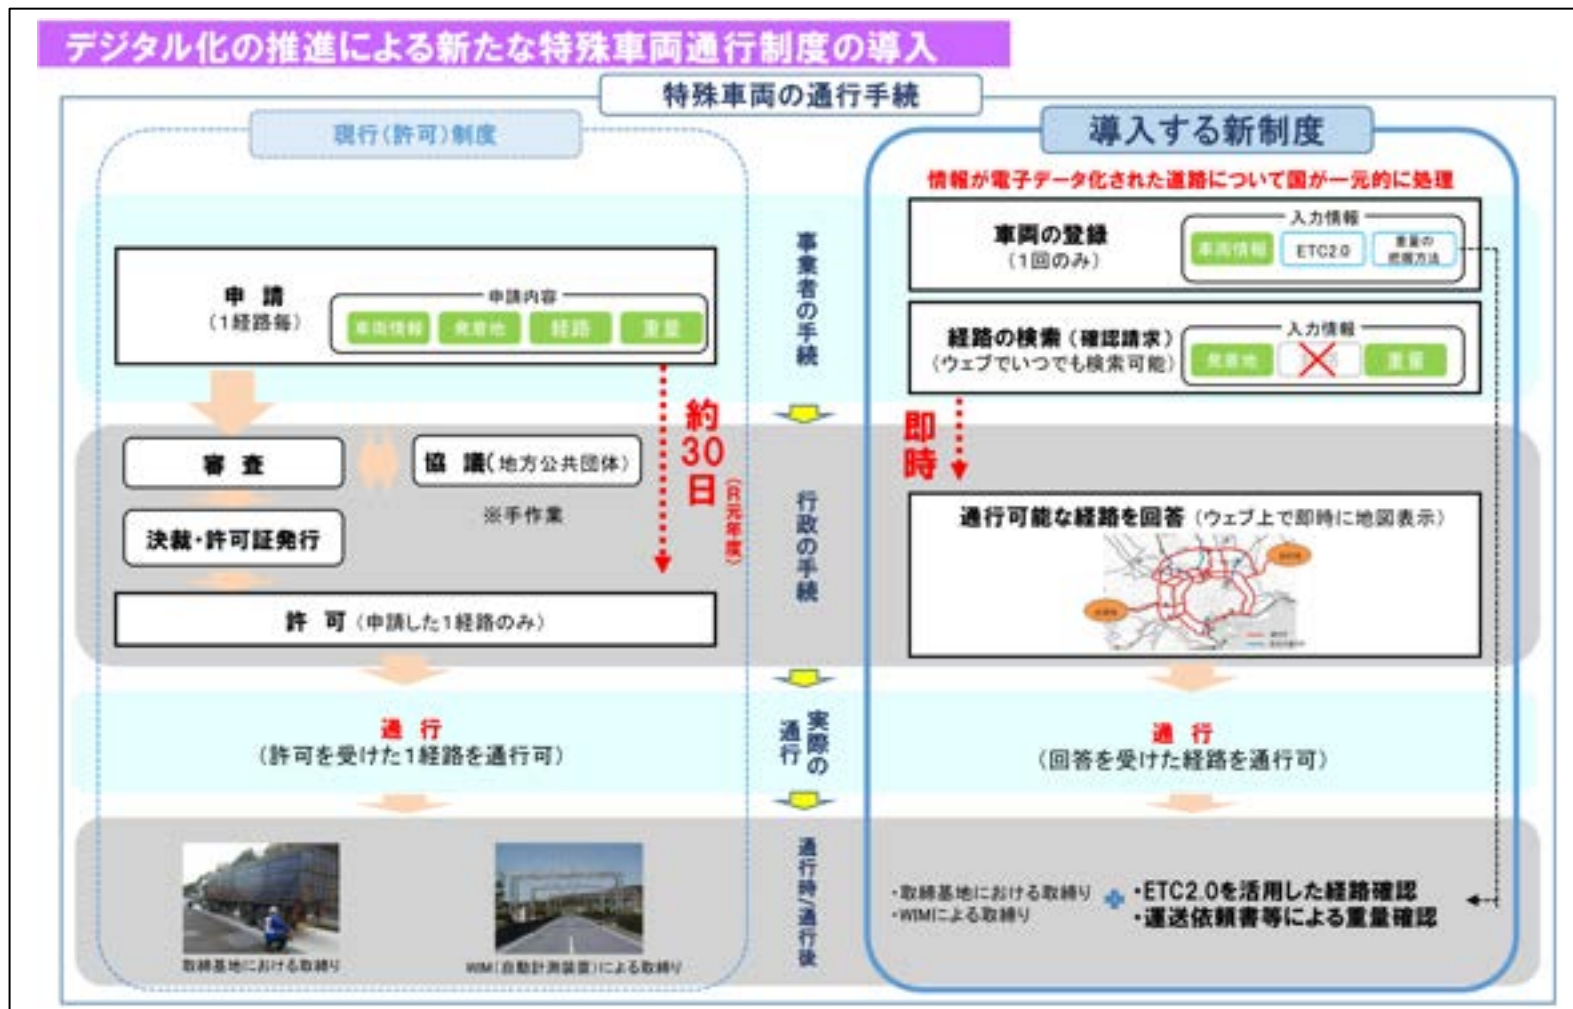 デジタル化の推進による新たな特殊車両通行制度の導入
特殊車両の通行手続
現行(許可)制度
申 請
(1経路毎)
申請内容
車両情報
発着地
経路
重量
約30日
(R元年度)
審 査
協 議(地方公共団体)
※手作業
決裁・許可証発行
許 可(申請した1経路のみ)
通 行
(許可を受けた1経路を通行可)
取締基地における取締り
WIM(自動計測装置)による取締り
事業者の手続
行政の手続
実際の
通行
通行時/通行後
導入する新制度
情報が電子データ化された道路について国が一元的に処理
車両の登録
(1回のみ)
入力情報
車両情報
ETC2.0
重量の
把握方法
経路の検索(確認請求)
(ウェブでいつでも検索可能)
入力情報
発着地
重量
即時
通行可能な経路を回答(ウェブ上で即時に地図表示)
通 行
(回答を受けた経路を通行可)
・取締基地における取締り
・WIMによる取締り
・ETC2.0を活用した経路確認
・運送依頼書等による重量確認